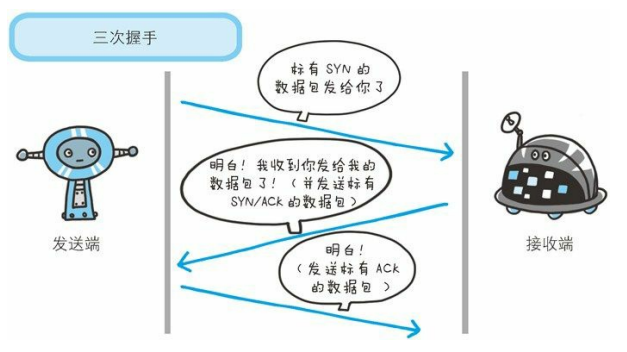 三次握手
标有 SYN 的
数据包发给你了
明白！我收到你发给我的
数据包了！（并发送标有
SYN/ACK 的数据包）
发送端
接收端
明白！
（发送标有 ACK
的数据包 ）